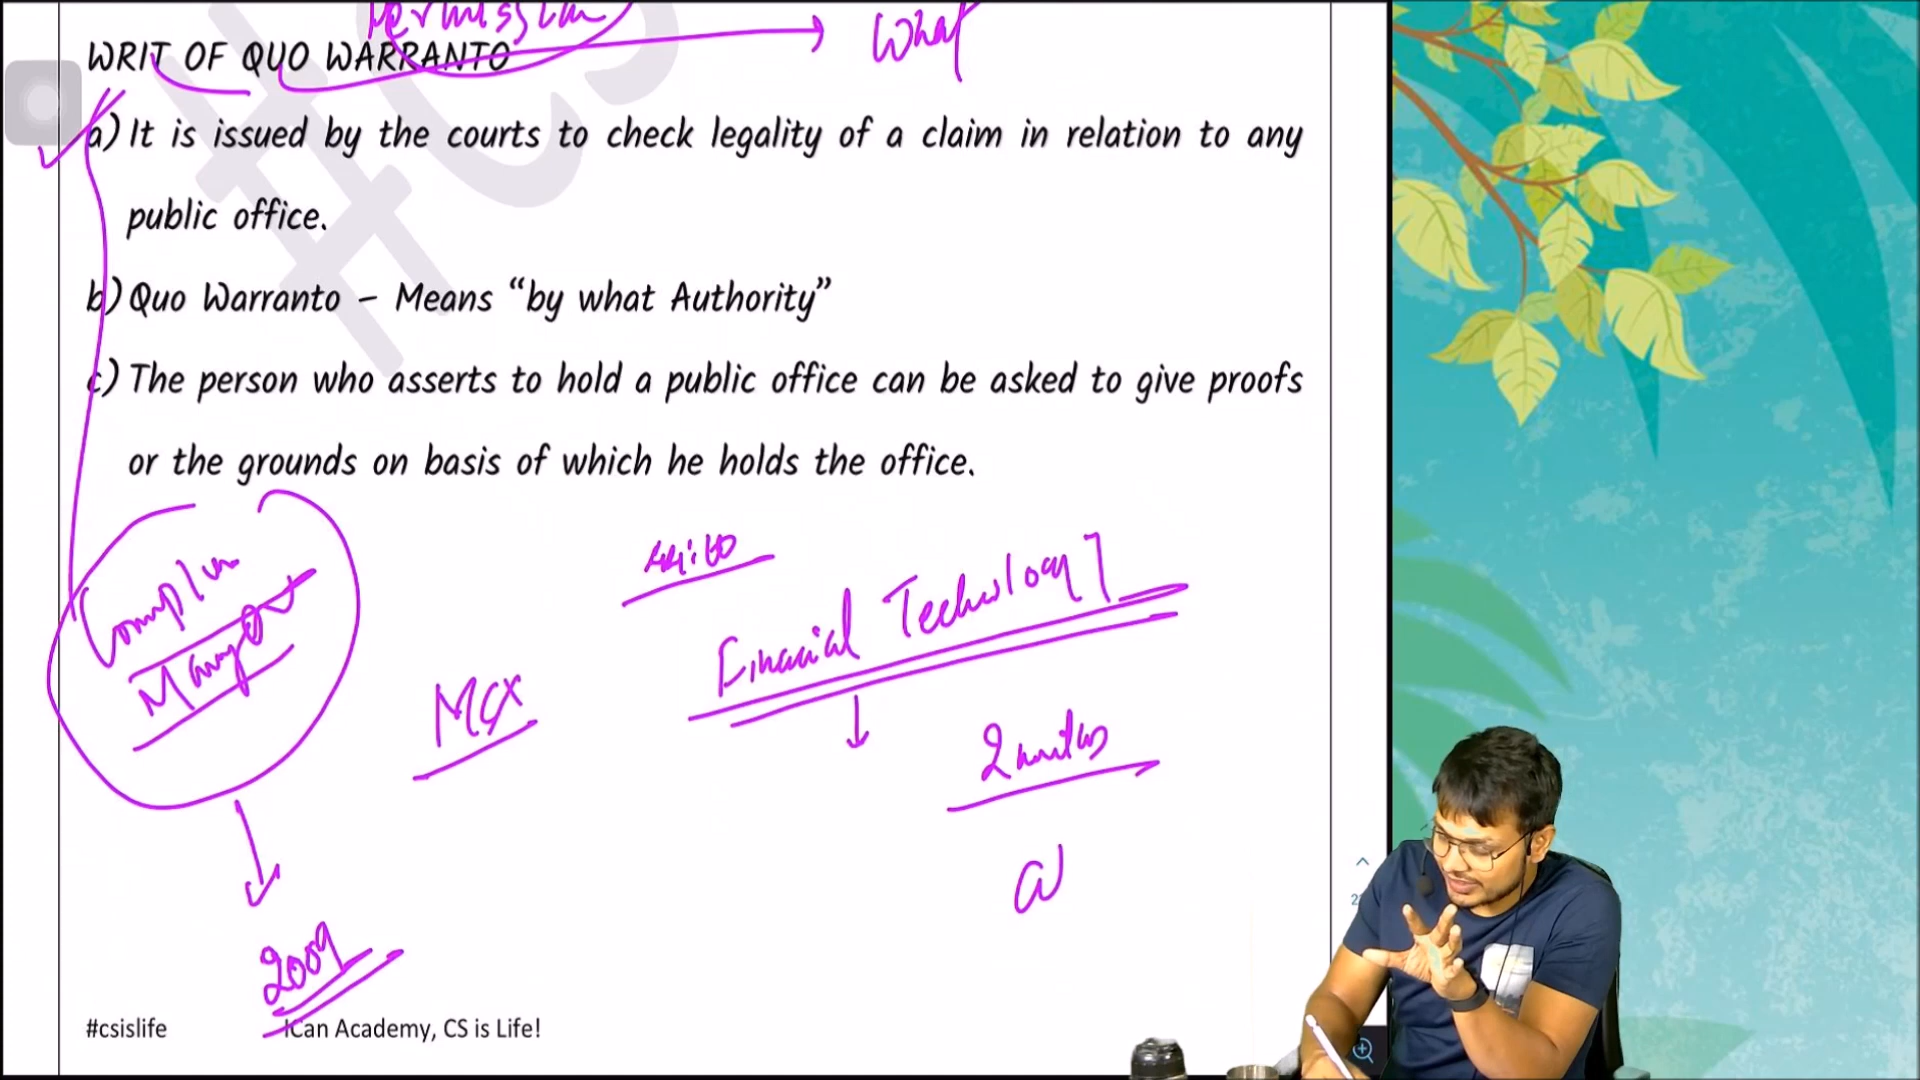 Permission
WRIT OF QUO WARRANTO
What
a) It is issued by the courts to check legality of a claim in relation to any
public office.
b) Quo Warranto – Means “by what Authority”
c) The person who asserts to hold a public office can be asked to give proofs
or the grounds on basis of which he holds the office.
Financial Technology
MCX
2009
#csislife
ICan Academy, CS is Life!